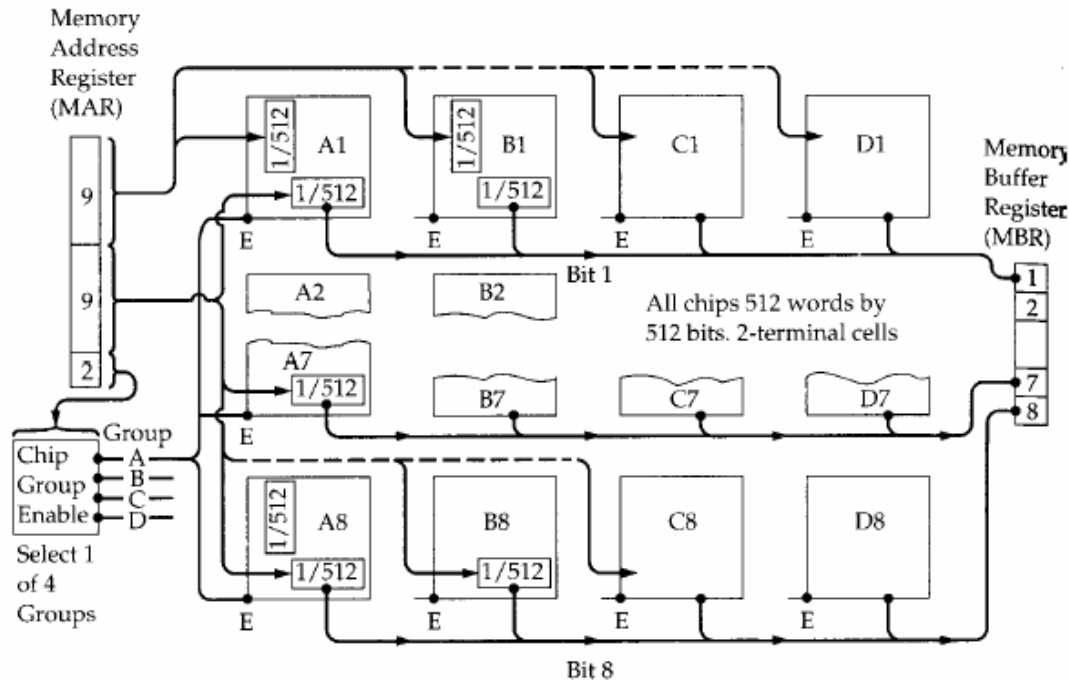 Memory
Address
Register
(MAR)
9
9
2
1/512
A1
1/512
E
1/512
B1
1/512
E
C1
E
D1
E
Memory
Buffer
Register
(MBR)
Bit 1
1
2
7
8
A2
B2
All chips 512 words by
512 bits. 2-terminal cells
A7
1/512
E
B7
C7
D7
Group
Chip
Group
Enable
A
B
C
D
Select 1
of 4
Groups
1/512
A8
1/512
E
B8
1/512
E
C8
E
D8
E
Bit 8